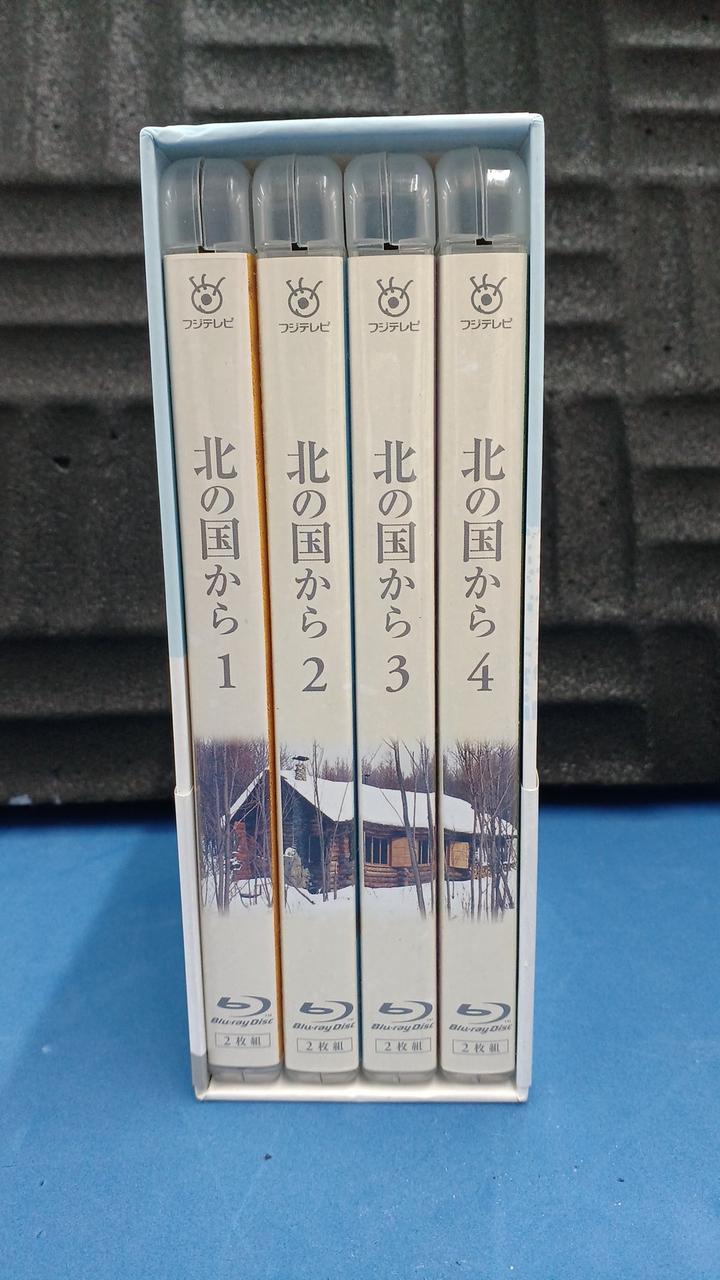 フジテレビ
北の国から 1
Blu-ray Disc
2枚組
フジテレビ
北の国から 2
Blu-ray Disc
2枚組
フジテレビ
北の国から 3
Blu-ray Disc
2枚組
フジテレビ
北の国から 4
Blu-ray Disc
2枚組